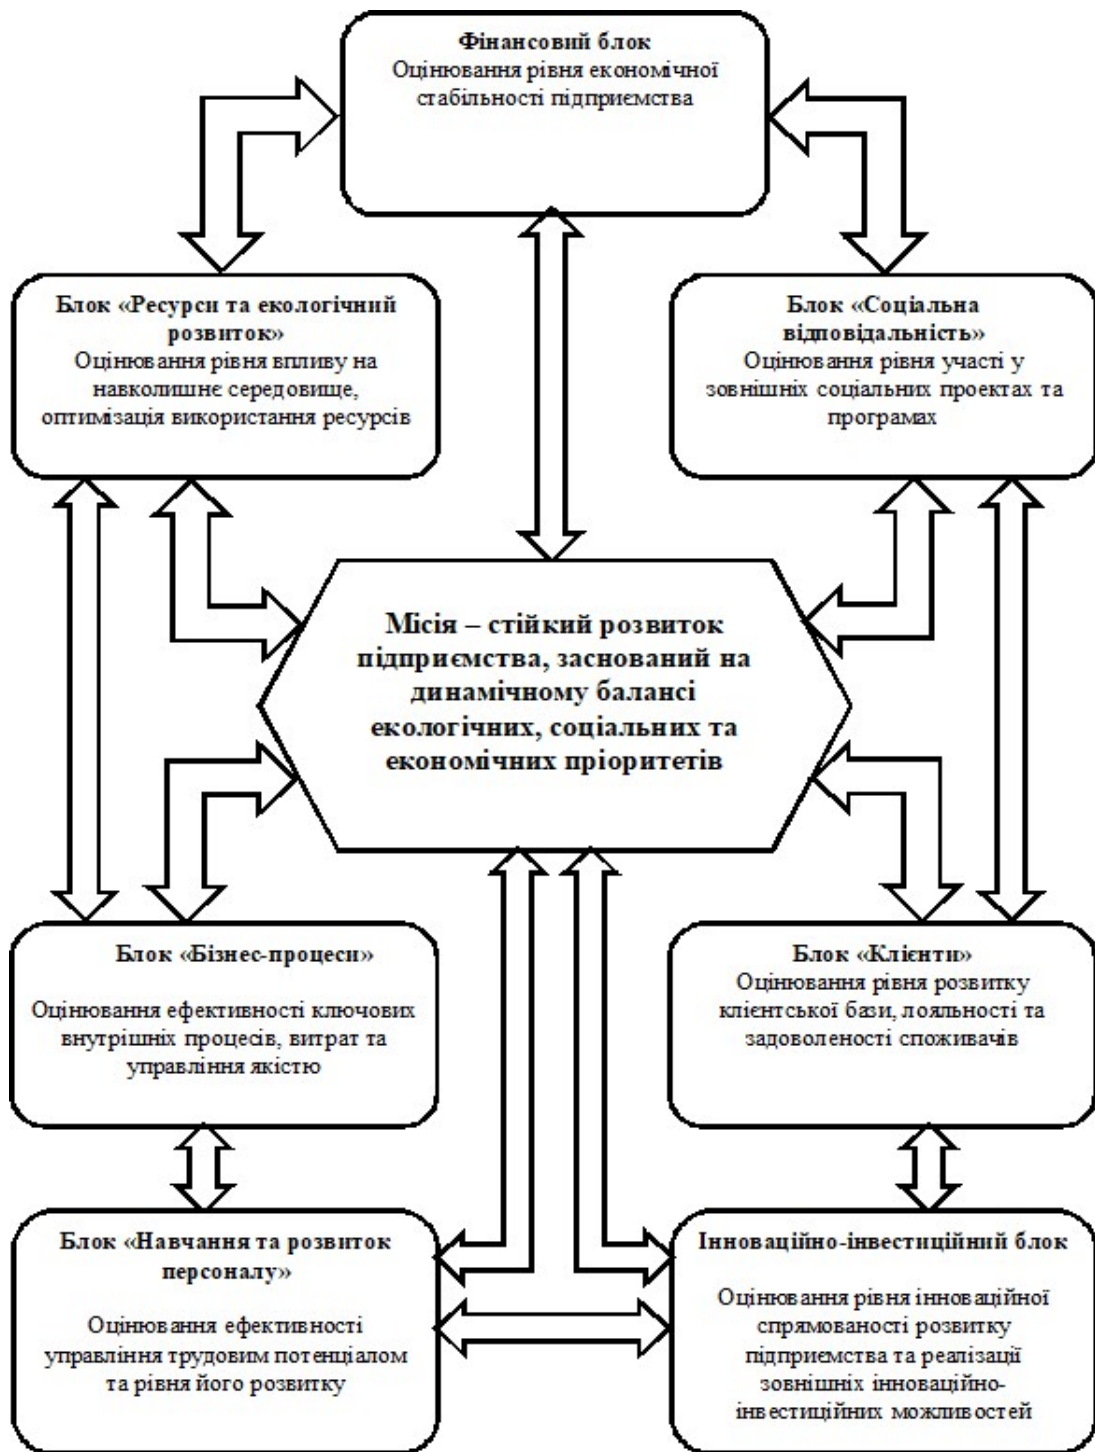 Фінансовий блок
Оцінювання рівня економічної
стабільності підприємства
Блок «Ресурси та екологічний
розвиток»
Оцінювання рівня впливу на
навколишнє середовище,
оптимізація використання ресурсів
Блок «Соціальна
відповідальність»
Оцінювання рівня участі у
зовнішніх соціальних проектах та
програмах
Місія – стійкий розвиток
підприємства, заснований на
динамічному балансі
екологічних, соціальних та
економічних пріоритетів
Блок «Бізнес-процеси»
Оцінювання ефективності ключових
внутрішніх процесів, витрат та
управління якістю
Блок «Клієнти»
Оцінювання рівня розвитку
клієнтської бази, лояльності та
задоволеності споживачів
Блок «Навчання та розвиток
персоналу»
Оцінювання ефективності
управління трудовим потенціалом
та рівня його розвитку
Інноваційно-інвестиційний блок
Оцінювання рівня інноваційної
спрямованості розвитку
підприємства та реалізації
зовнішніх інноваційно-
інвестиційних можливостей